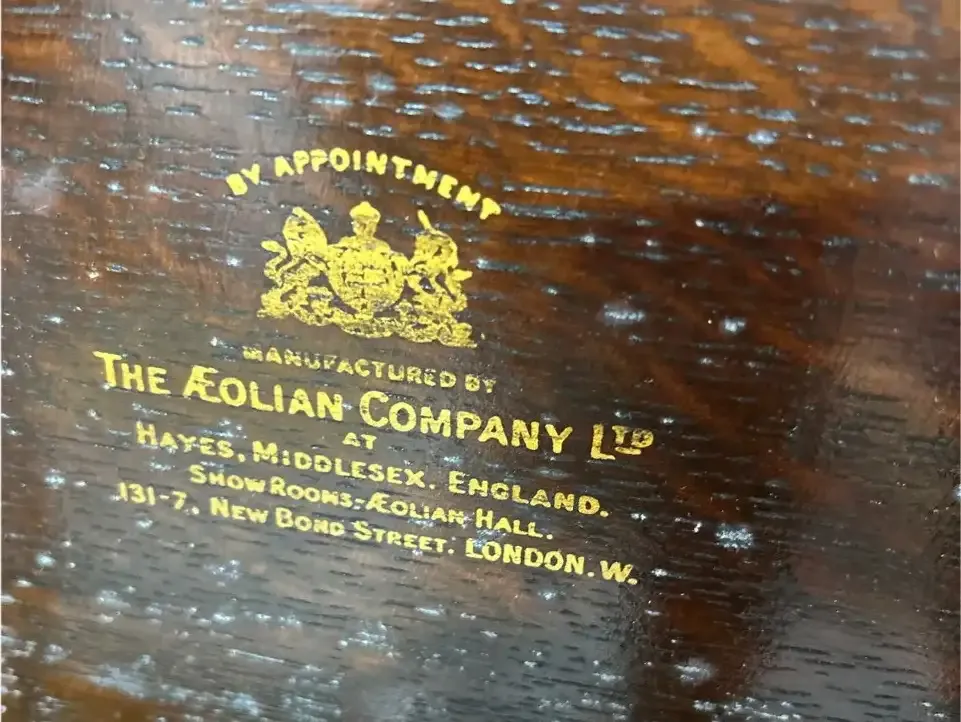 BY APPOINTMENT
MANUFACTURED BY
THE ÆOLIAN COMPANY LTD
AT
HAYES, MIDDLESEX. ENGLAND.
SHOW ROOMS-ÆOLIAN HALL.
131-7, NEW BOND STREET. LONDON. W.